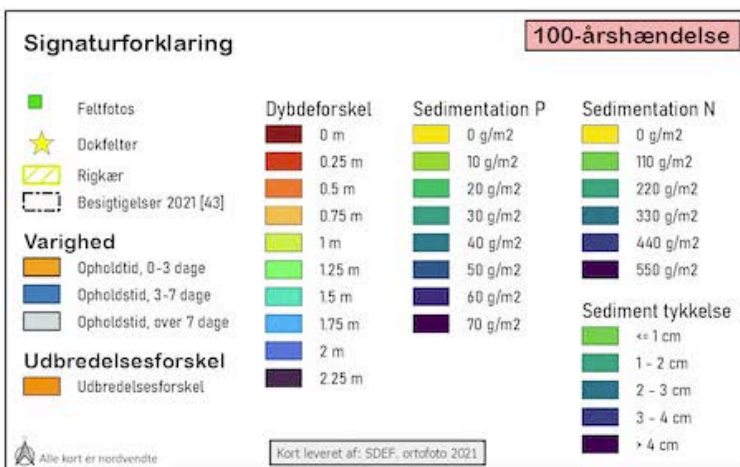 Signaturforklaring
100-årshændelse
Feltfotos
Dokfelter
Rigkær
Besigtigelser 2021 [43]
Varighed
Opholdtid, 0-3 dage
Opholdstid, 3-7 dage
Opholdstid, over 7 dage
Udbredelsesforskel
Udbredelsesforskel
Dybdeforskel
0 m
0.25 m
0.5 m
0.75 m
1 m
1.25 m
1.5 m
1.75 m
2 m
2.25 m
Sedimentation P
0 g/m2
10 g/m2
20 g/m2
30 g/m2
40 g/m2
50 g/m2
60 g/m2
70 g/m2
Sedimentation N
0 g/m2
110 g/m2
220 g/m2
330 g/m2
440 g/m2
550 g/m2
Sediment tykkelse
<= 1 cm
1 - 2 cm
2 - 3 cm
3 - 4 cm
> 4 cm
Alle kort er nordvendte
Kort leveret af: SDEF, ortofoto 2021